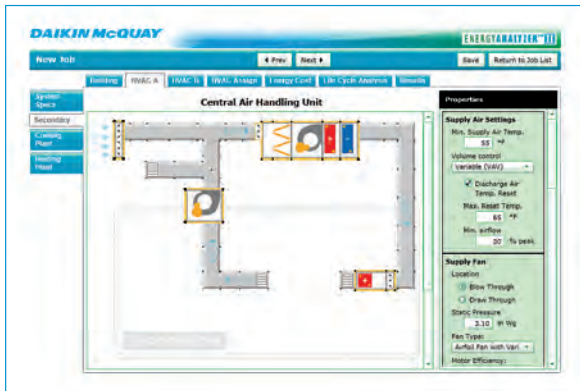 DAIKIN McQUAY
ENERGYANALYZER™III
New Job
Prev Next
Save Return to Job List
Building HVAC A HVAC B HVAC Assign Energy Cost Life Cycle Analysis Results
System Specs
Secondary
Cooling Plant
Heating Plant
Central Air Handling Unit
Properties
Supply Air Settings
Min. Supply Air Temp.
55 °F
Volume control
Variable (VAV)
Discharge Air
Temp. Reset
Max. Reset Temp.
65 °F
Min. airflow
30 % peak
Supply Fan
Location
Blow Through
Draw Through
Static Pressure
3.10 in Wg
Fan Type:
Airfoil Fan with Vari.
Motor Efficiency: